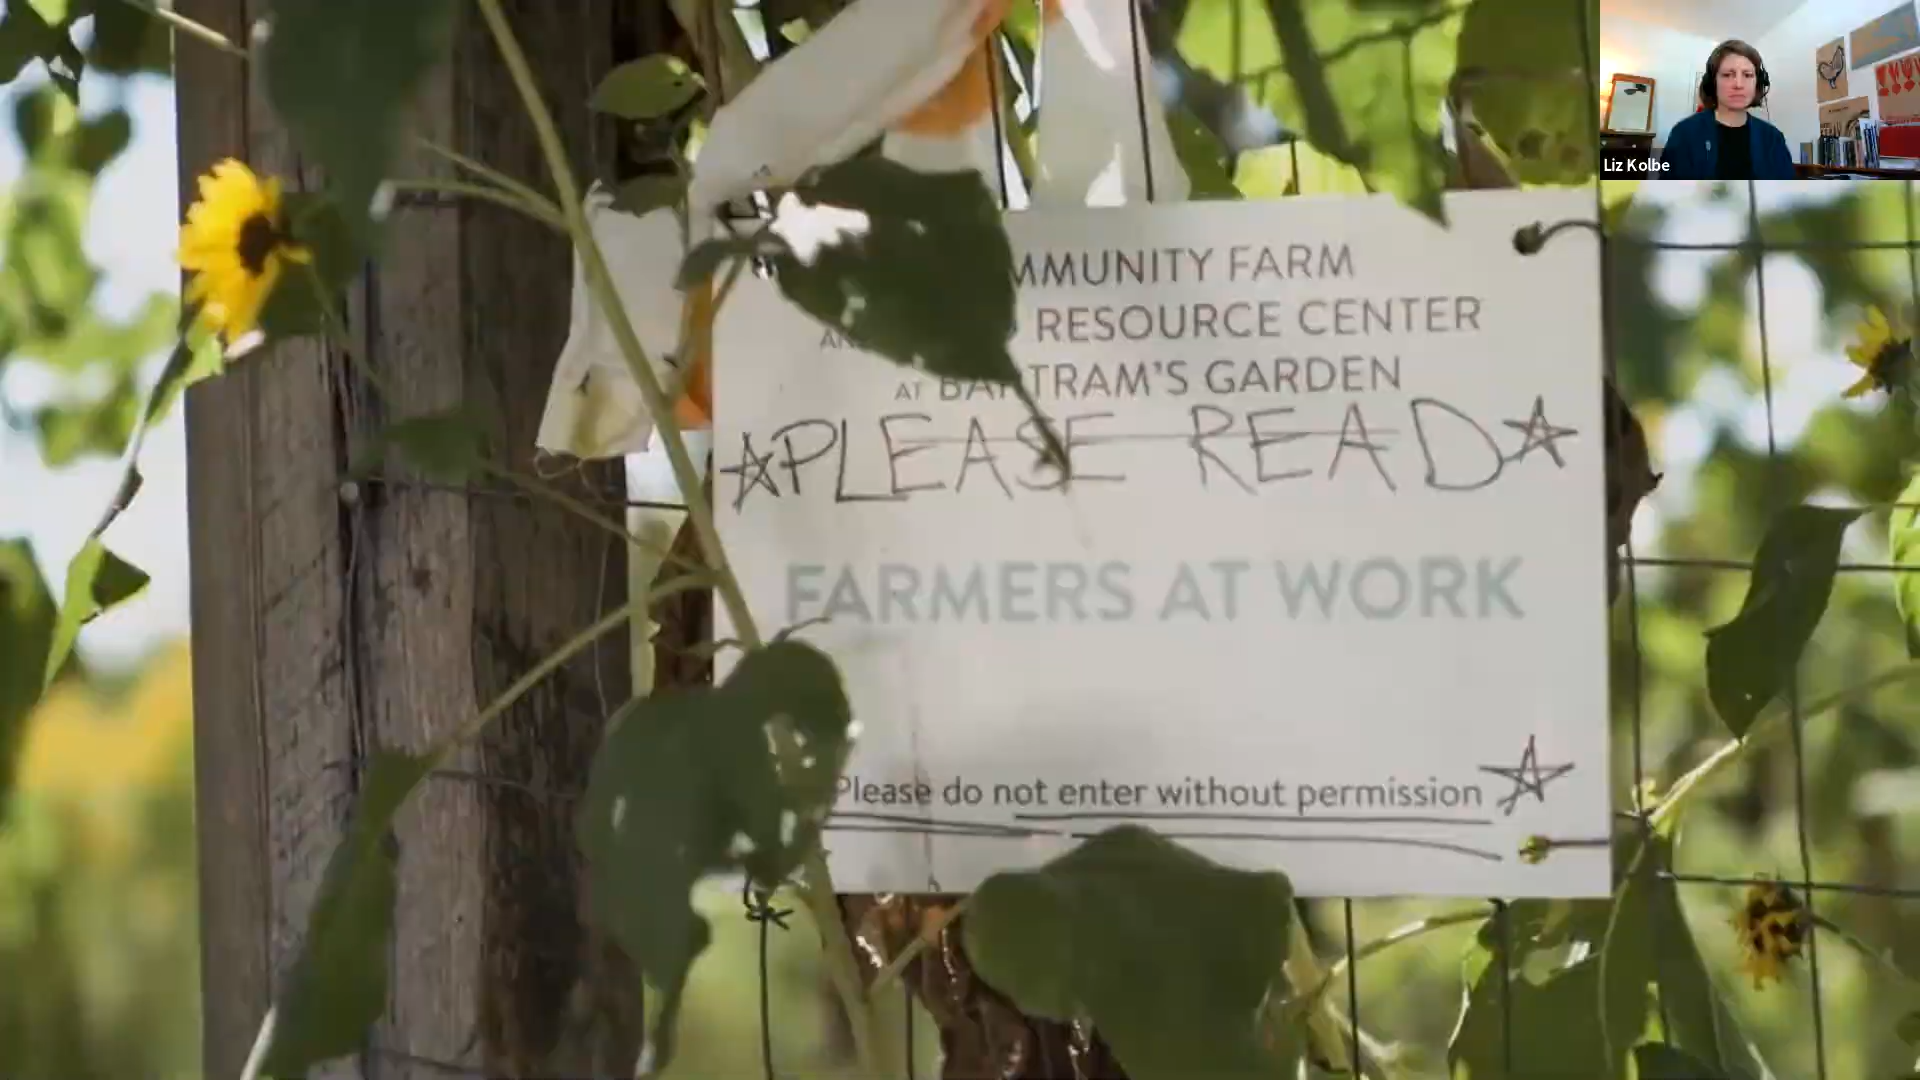 MMUNITY FARM
RESOURCE CENTER
AT BARTRAM'S GARDEN
PLEASE READ
FARMERS AT WORK
Please do not enter without permission
Liz Kolbe